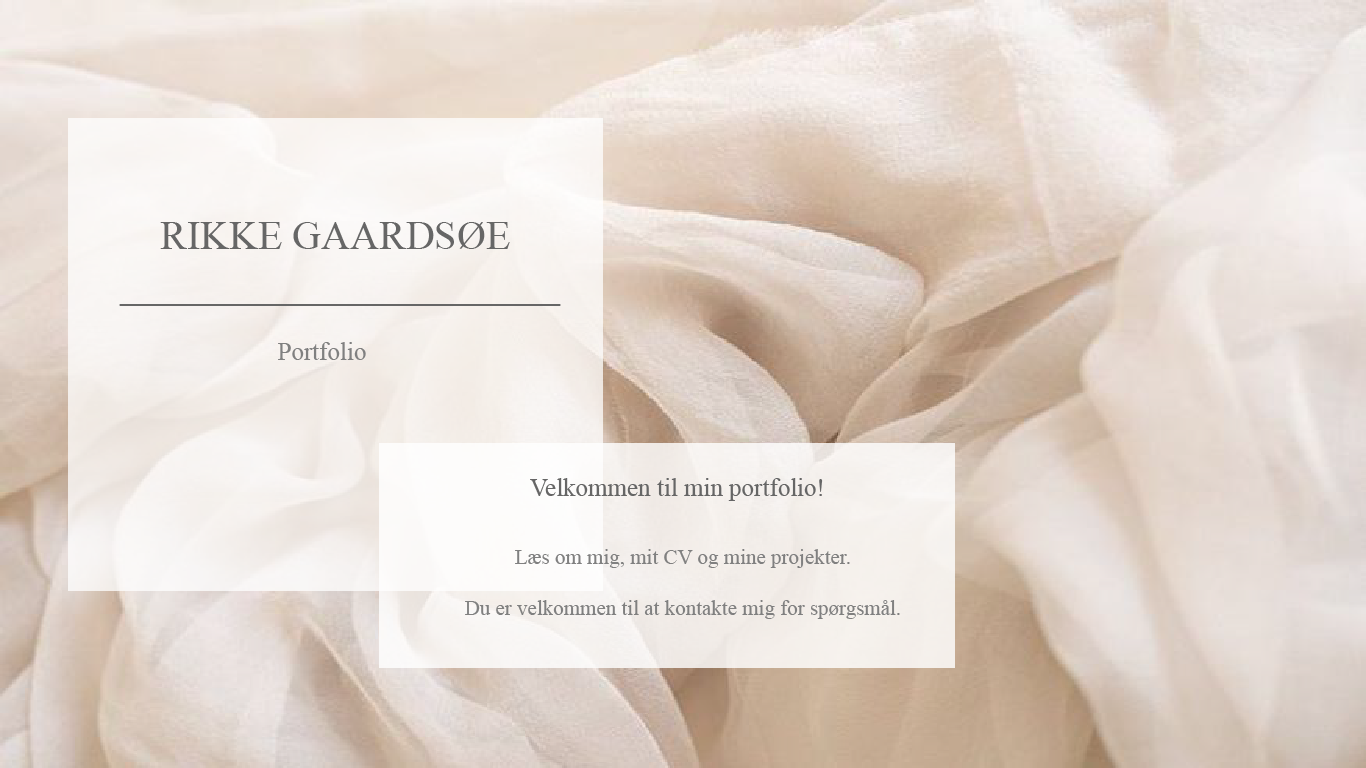 RIKKE GAARDSØE
Portfolio
Velkommen til min portfolio!
Læs om mig, mit CV og mine projekter.
Du er velkommen til at kontakte mig for spørgsmål.